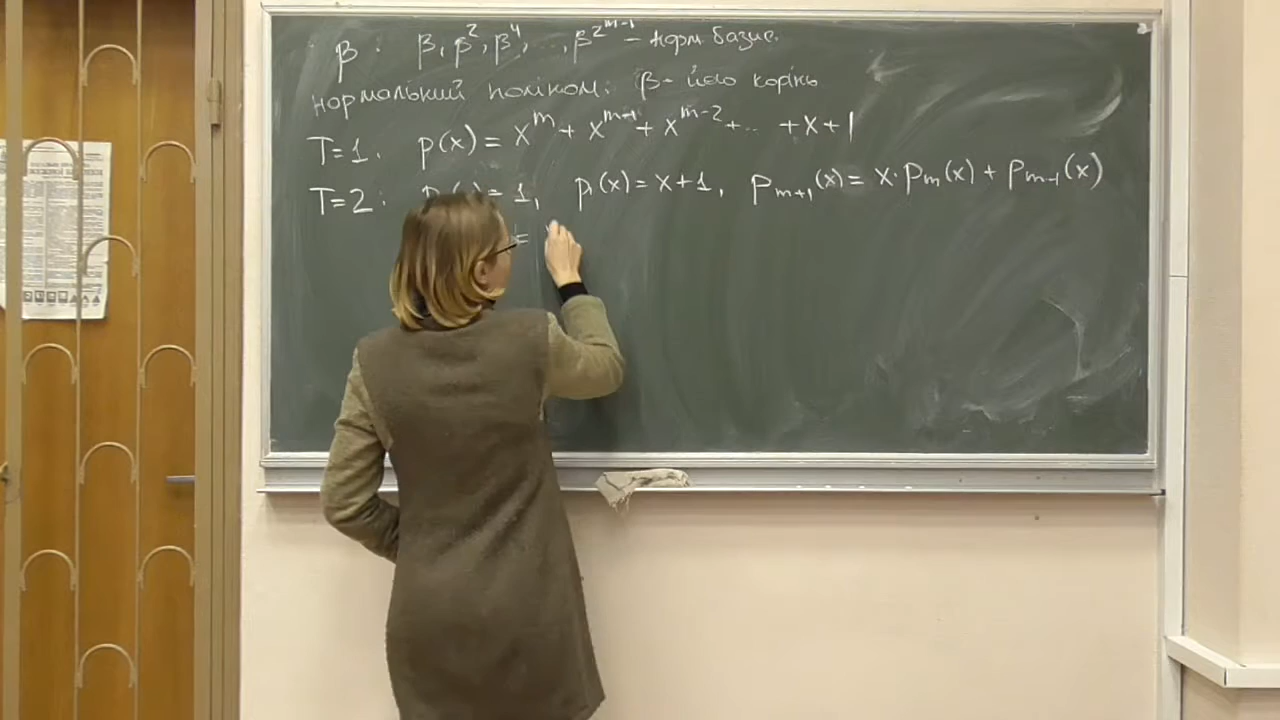 β : β, β², β⁴, ..., β^{2^{m-1}} – норм. базис.
нормальний поліном: β – його корінь
T=1. p(x) = x^m + x^{m-1} + x^{m-2} + ... + x + 1
T=2: = 1, p₁(x) = x+1, p_{m+1}(x) = x·p_m(x) + p_{m-1}(x)
=